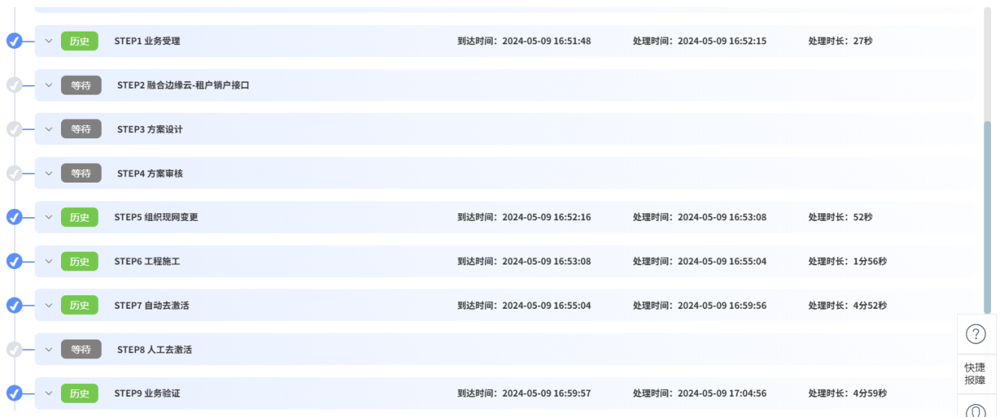 历史 STEP1 业务受理 到达时间：2024-05-09 16:51:48 处理时间：2024-05-09 16:52:15 处理时长：27秒
等待 STEP2 融合边缘云-租户销户接口
等待 STEP3 方案设计
等待 STEP4 方案审核
历史 STEP5 组织现网变更 到达时间：2024-05-09 16:52:16 处理时间：2024-05-09 16:53:08 处理时长：52秒
历史 STEP6 工程施工 到达时间：2024-05-09 16:53:08 处理时间：2024-05-09 16:55:04 处理时长：1分56秒
历史 STEP7 自动去激活 到达时间：2024-05-09 16:55:04 处理时间：2024-05-09 16:59:56 处理时长：4分52秒
等待 STEP8 人工去激活
历史 STEP9 业务验证 到达时间：2024-05-09 16:59:57 处理时间：2024-05-09 17:04:56 处理时长：4分59秒
快捷
报障